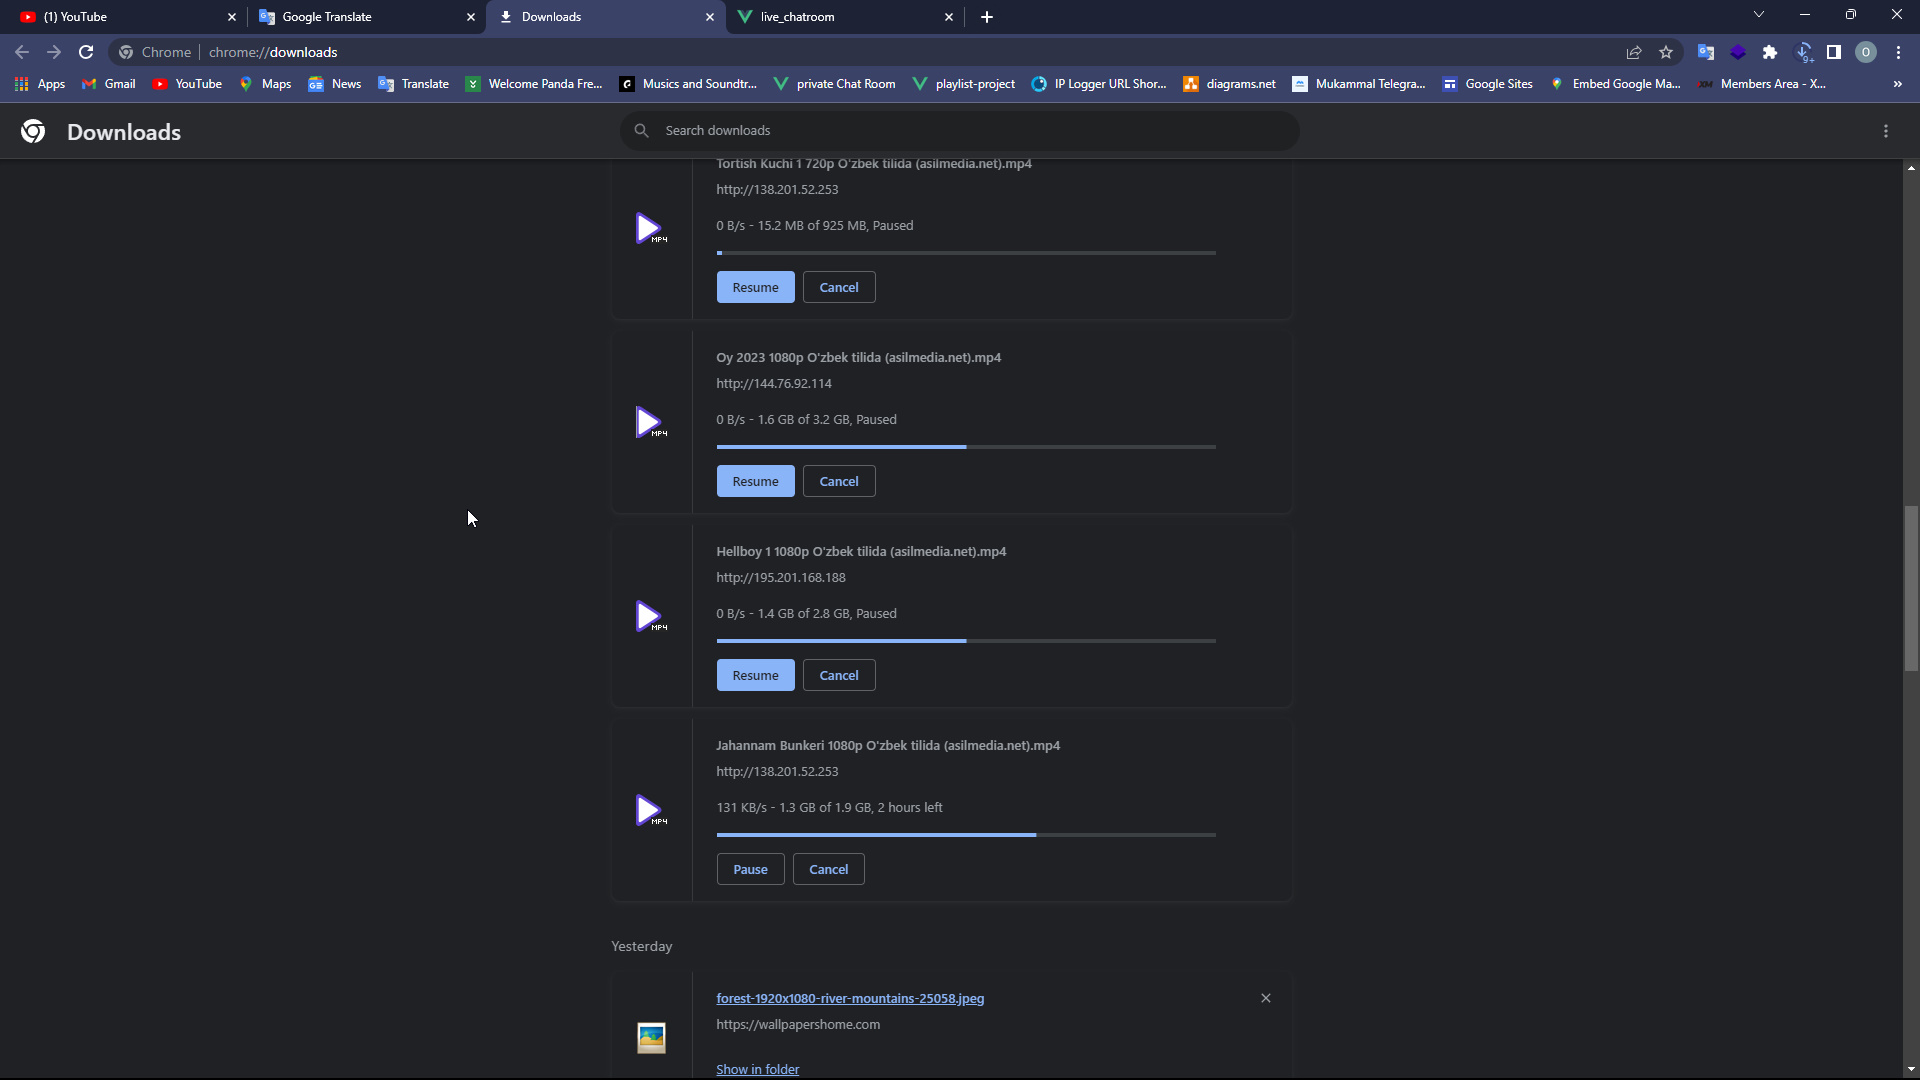 (1) YouTube
Google Translate
Downloads
live_chatroom
Chrome
chrome://downloads
9+
O
Apps
Gmail
YouTube
Maps
News
Translate
Welcome Panda Fre...
Musics and Soundtr...
private Chat Room
playlist-project
IP Logger URL Shor...
diagrams.net
Mukammal Telegra...
Google Sites
Embed Google Ma...
Members Area - X...
»
Downloads
Search downloads
Tortish Kuchi 1 720p O'zbek tilida (asilmedia.net).mp4
http://138.201.52.253
0 B/s - 15.2 MB of 925 MB, Paused
MP4
Resume
Cancel
Oy 2023 1080p O'zbek tilida (asilmedia.net).mp4
http://144.76.92.114
0 B/s - 1.6 GB of 3.2 GB, Paused
MP4
Resume
Cancel
Hellboy 1 1080p O'zbek tilida (asilmedia.net).mp4
http://195.201.168.188
0 B/s - 1.4 GB of 2.8 GB, Paused
MP4
Resume
Cancel
Jahannam Bunkeri 1080p O'zbek tilida (asilmedia.net).mp4
http://138.201.52.253
131 KB/s - 1.3 GB of 1.9 GB, 2 hours left
MP4
Pause
Cancel
Yesterday
forest-1920x1080-river-mountains-25058.jpeg
https://wallpapershome.com
Show in folder